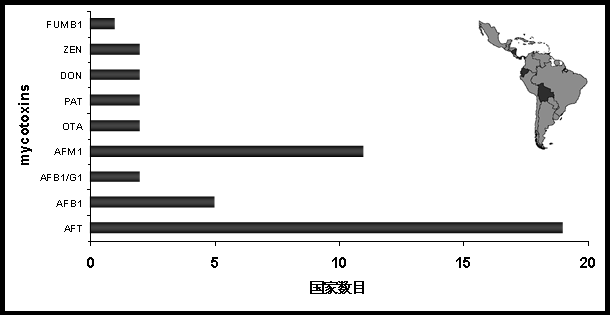 FUMB1
ZEN
DON
PAT
OTA
AFM1
AFB1/G1
AFB1
AFT
mycotoxins
0 5 10 15 20
国家数目